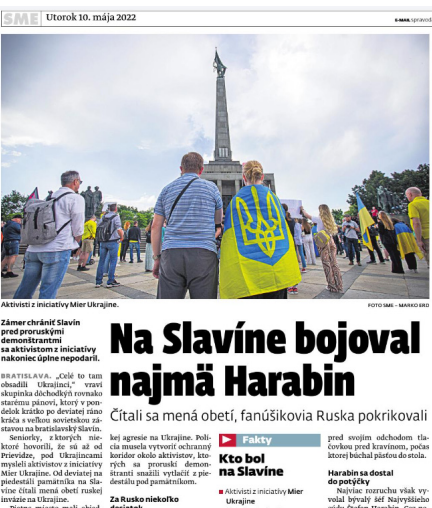 SME Utorok 10. mája 2022
E-MAIL
Aktivisti z iniciatívy Mier Ukrajine.
FOTO SME – MARKO ERD
Zámer chrániť Slavín
pred proruskými
demonštrantmi
sa aktivistom z iniciatívy
nakoniec úplne nepodaril.
Na Slavíne bojoval
najmä Harabin
Čítali sa mená obetí, fanúšikovia Ruska pokrikovali
BRATISLAVA. „Celé to tam
obsadili Ukrajinci,“ vraví
skupinka dôchodkýň rovnako
starému pánovi, ktorý v pon-
delok krátko po deviatej ráno
kráča s veľkou sovietskou zá-
stavou na bratislavský Slavín.
Seniorky, z ktorých nie-
ktoré hovorili, že sú až od
Prievidze, pod Ukrajincami
mysleli aktivistov z iniciatívy
Mier Ukrajine. Od deviatej na
piedestáli pamätníka na Sla-
víne čítali mená obetí ruskej
invázie na Ukrajine.
kej agresie na Ukrajine. Polí-
cia musela vytvoriť ochranný
koridor okolo aktivistov, kto-
rých sa proruskí demon-
štranti snažili vytlačiť z pie-
destálu pod pamätníkom.
Za Rusko niekoľko
Fakty
Kto bol
na Slavíne
Aktivisti z iniciatívy Mier
Ukrajine
pred svojím odchodom tla-
čovkou pred kravínom, počas
ktorej búchal päsťou do stola.
Harabin sa dostal
do potýčky
Najviac rozruchu však vy-
volal bývalý šéf Najvyššieho